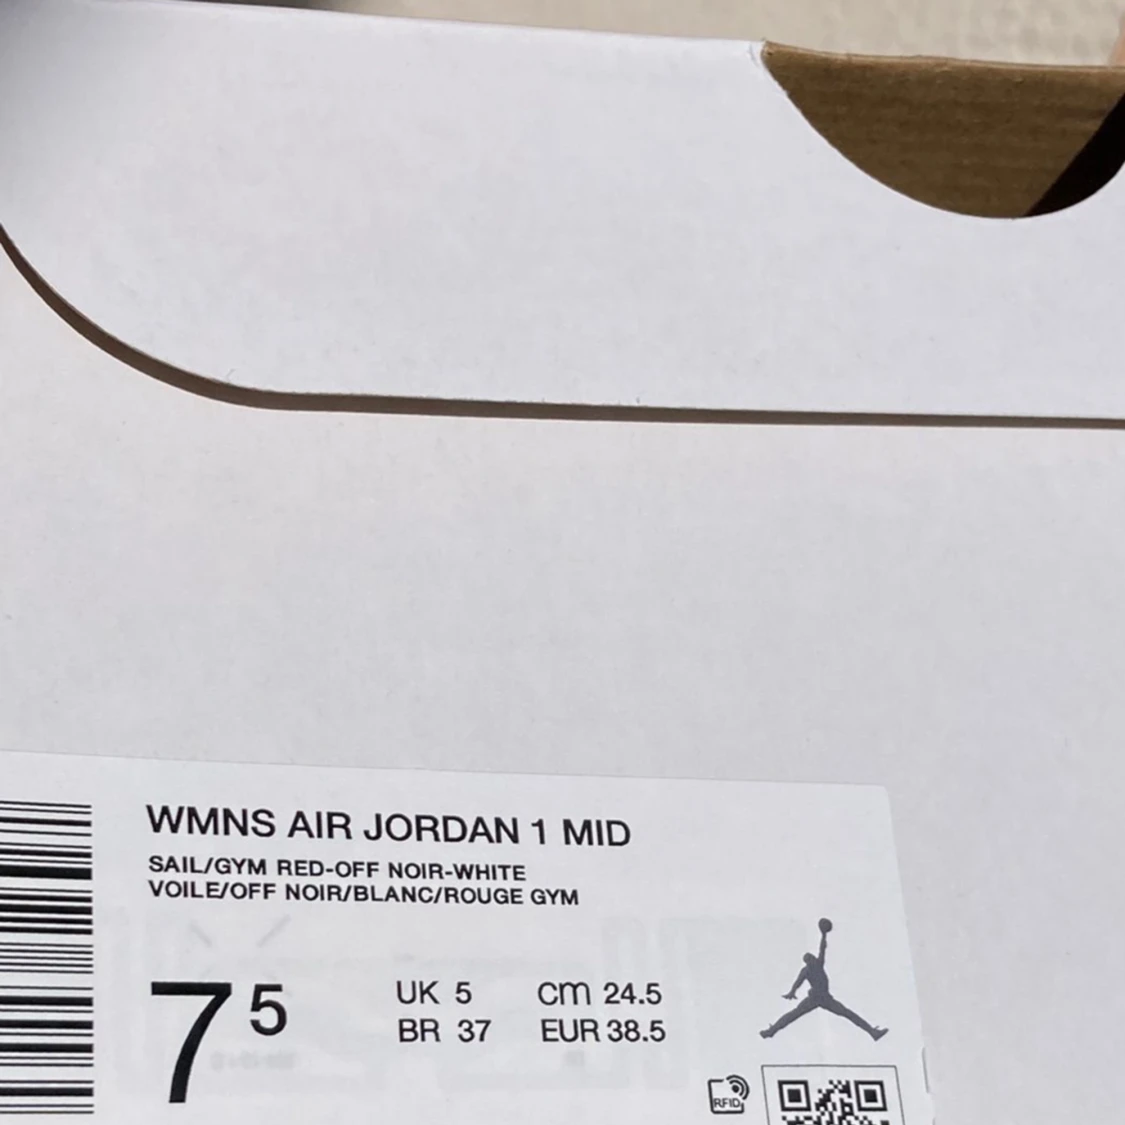 WMNS AIR JORDAN 1 MID
SAIL/GYM RED-OFF NOIR-WHITE
VOILE/OFF NOIR/BLANC/ROUGE GYM
7 5
UK 5 cm 24.5
BR 37 EUR 38.5
RFID